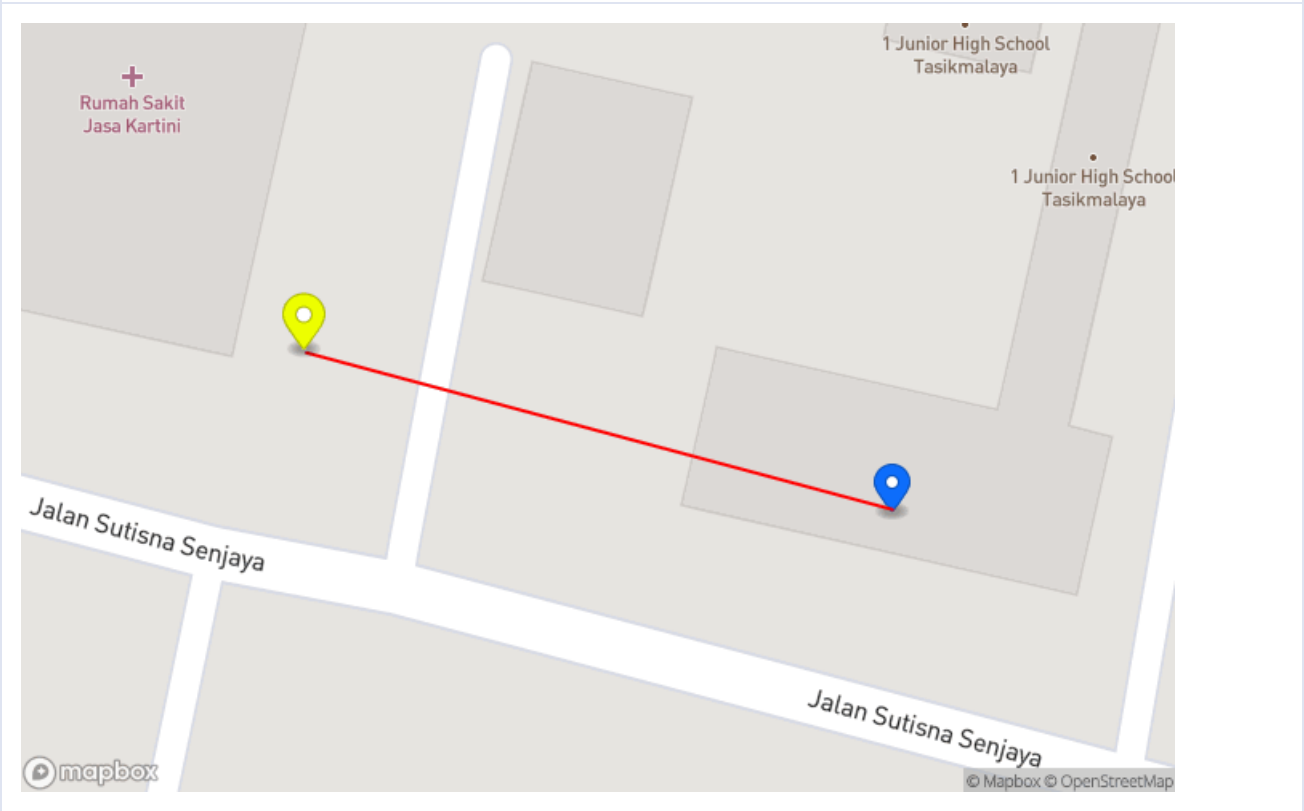 1 Junior High School
Tasikmalaya
Rumah Sakit
Jasa Kartini
1 Junior High School
Tasikmalaya
Jalan Sutisna Senjaya
Jalan Sutisna Senjaya
mapbox
© Mapbox © OpenStreetMap